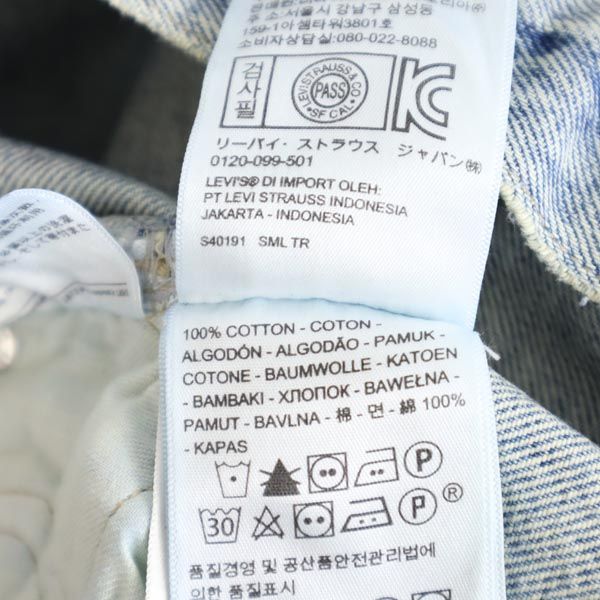 주소:서울시 강남구 삼성동
159-1아셈타워3801호
소비자상담실:080-022-8088
검사필
LEVI STRAUSS & CO
PASS
SF CAL.
リーバイ・ストラウス ジャパン㈱
0120-099-501
LEVI'S® DI IMPORT OLEH:
PT LEVI STRAUSS INDONESIA
JAKARTA - INDONESIA
S40191 SML TR
100% COTTON - COTON -
ALGODÓN - ALGODÃO - PAMUK -
COTONE - BAUMWOLLE - KATOEN
- BAMBAKI - ХЛОПОК - BAWEŁNA -
PAMUT - BAVLNA - 棉 - 면 - 綿 100%
- KAPAS
P
30 P ®
품질경영 및 공산품안전관리법에
의한 품질표시